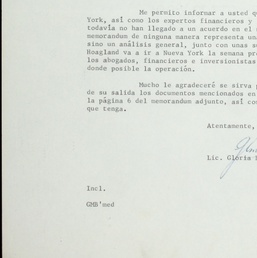 Me permito informar a usted qu
York, así como los expertos financieros y
todavía no han llegado a un acuerdo en el s
memorandum de ninguna manera representa un
sino un análisis general, junto con unas s
Hoagland va a ir a Nueva York la semana pr
los abogados, financieros e inversionistas
donde posible la operación.
Mucho le agradeceré se sirva p
de su salida los documentos mencionados en
la página 6 del memorandum adjunto, así com
que tenga.
Atentamente,
Lic. Gloria
Incl.
GMB'med